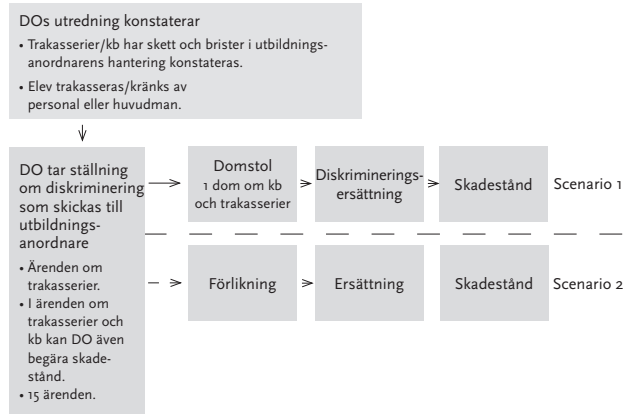 DOs utredning konstaterar
• Trakasserier/kb har skett och brister i utbildnings-
anordnarens hantering konstateras.
• Elev trakasseras/kränks av
personal eller huvudman.
DO tar ställning
om diskriminering
som skickas till
utbildnings-
anordnare
• Ärenden om
trakasserier.
• I ärenden om
trakasserier och
kb kan DO även
begära skade-
stånd.
• 15 ärenden.
Domstol
1 dom om kb
och trakasserier
Diskriminerings-
ersättning
Skadestånd
Scenario 1
Förlikning
Ersättning
Skadestånd
Scenario 2